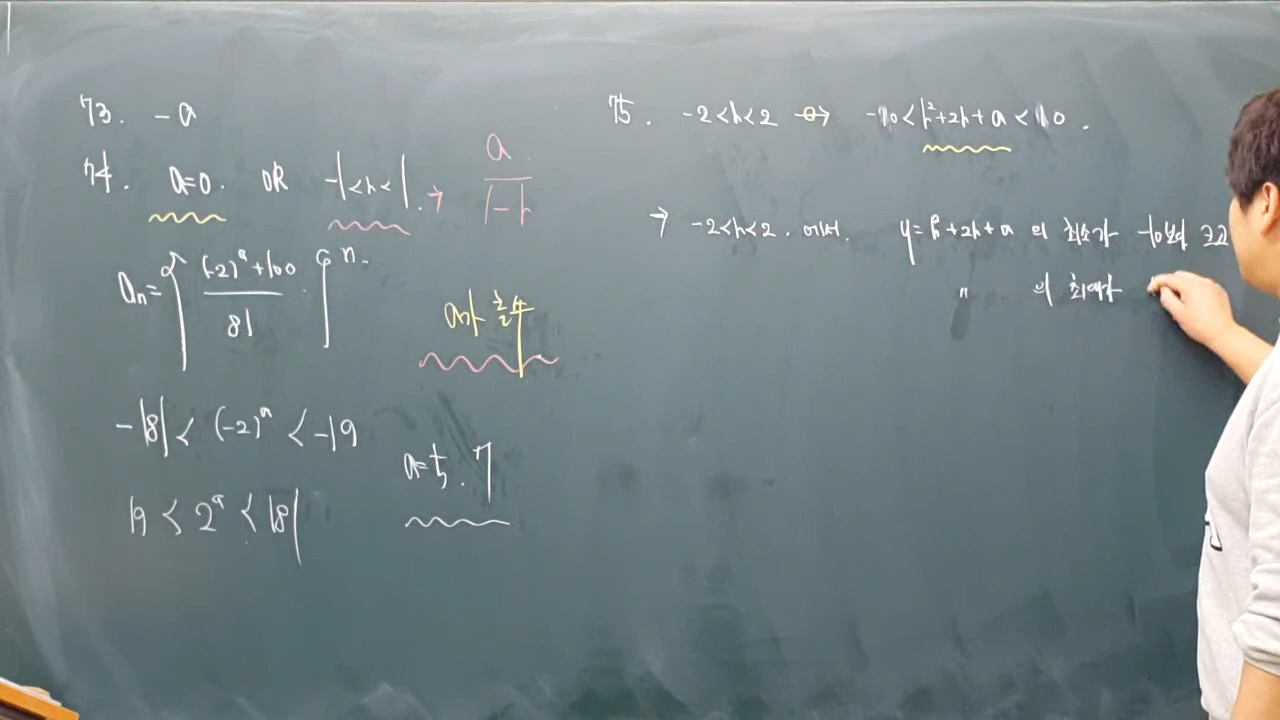 73. -a
74. a=0. OR -1<r<1. → a/(1-r)
aₙ = { ((-2)ᵃ+100)/81 }ⁿ.
a가 홀수
-181 < (-2)ᵃ < -19
a=5. 7
19 < 2ᵃ < 181
75. -2<r<2 → -10<r²+2r+a<10.
→ -2<r<2. 에서. y=r²+2r+a 의 최소가 -10보다 크고
" 의 최대가